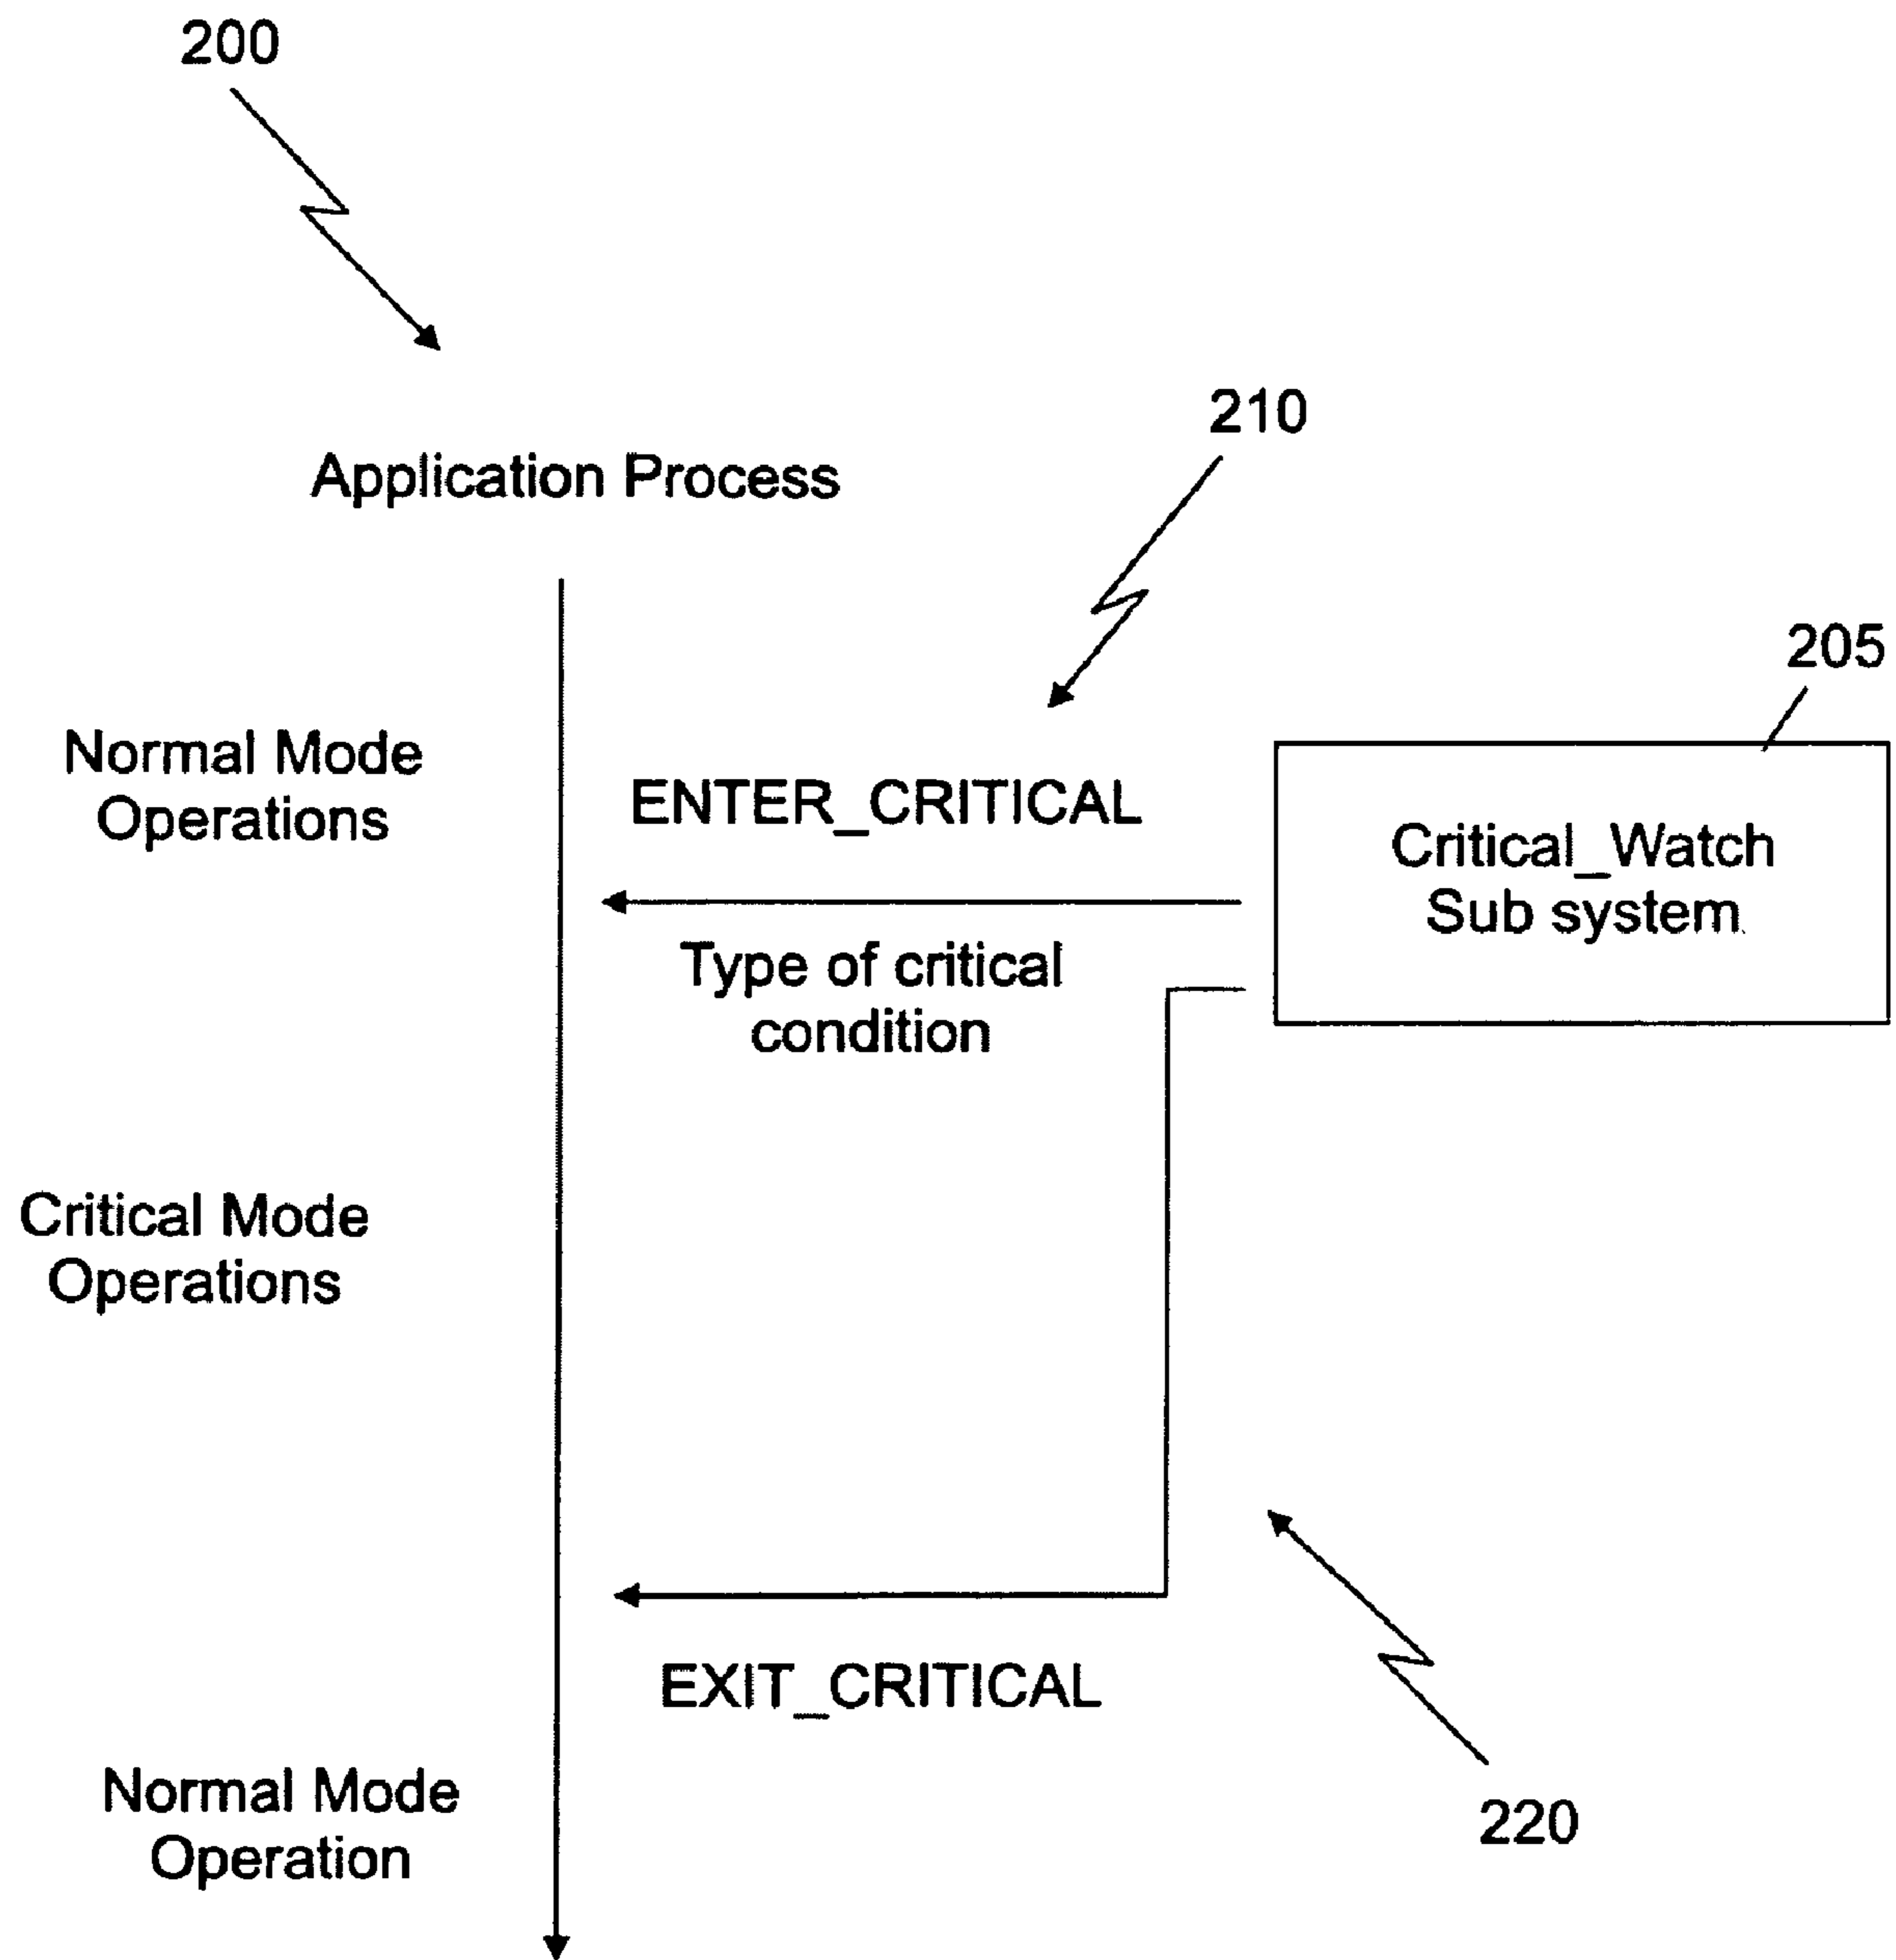 200
210
Application Process
205
Normal Mode
Operations
ENTER_CRITICAL
Critical_Watch
Sub system
Type of critical
condition
Critical Mode
Operations
EXIT_CRITICAL
Normal Mode
Operation
220